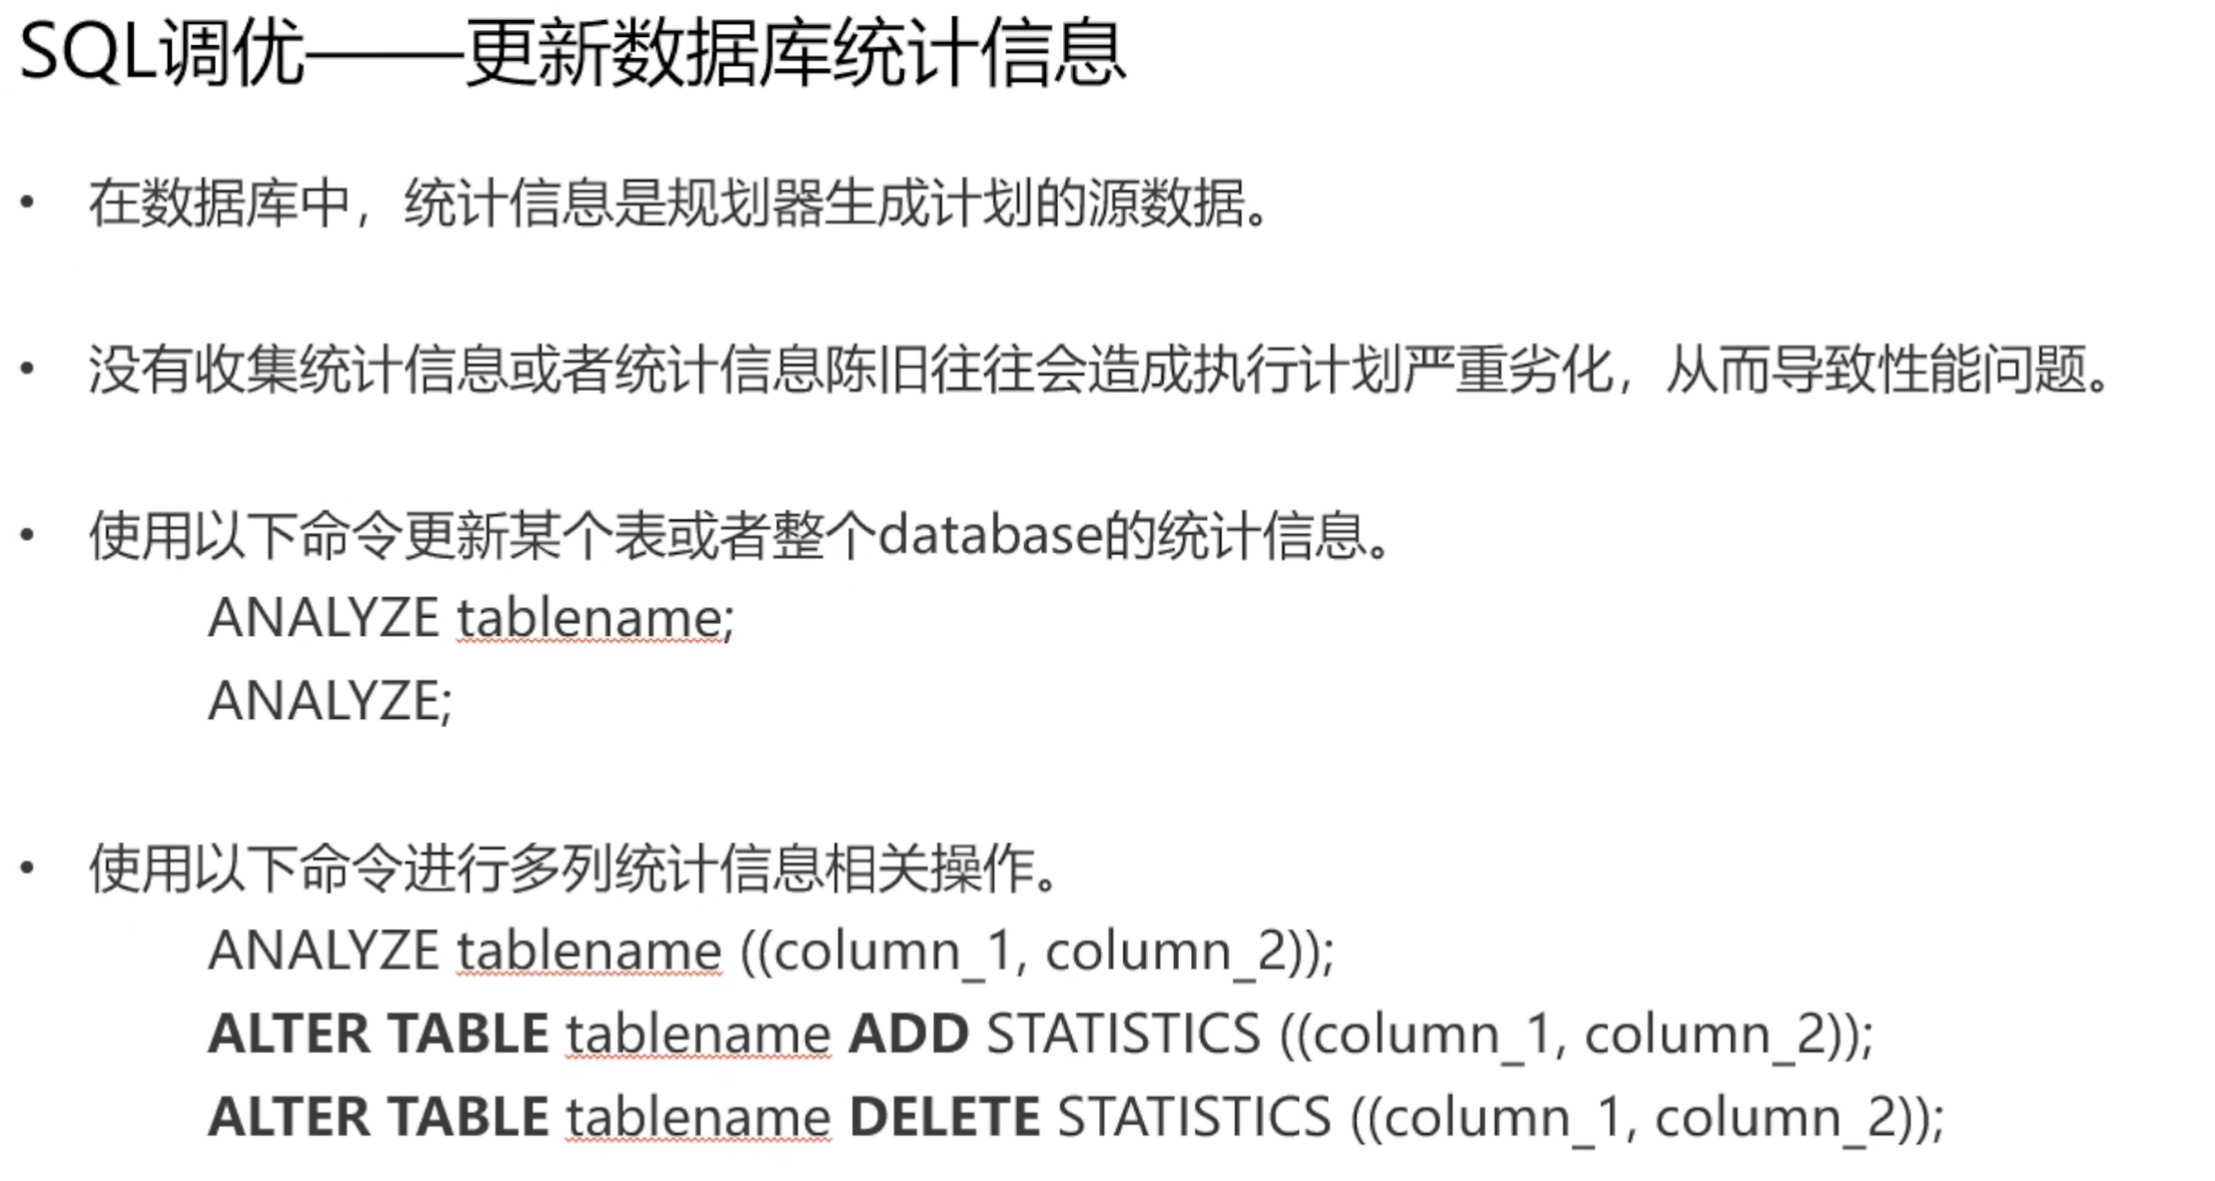 SQL调优——更新数据库统计信息
• 在数据库中，统计信息是规划器生成计划的源数据。
• 没有收集统计信息或者统计信息陈旧往往会造成执行计划严重劣化，从而导致性能问题。
• 使用以下命令更新某个表或者整个database的统计信息。
ANALYZE tablename;
ANALYZE;
• 使用以下命令进行多列统计信息相关操作。
ANALYZE tablename ((column_1, column_2));
ALTER TABLE tablename ADD STATISTICS ((column_1, column_2));
ALTER TABLE tablename DELETE STATISTICS ((column_1, column_2));